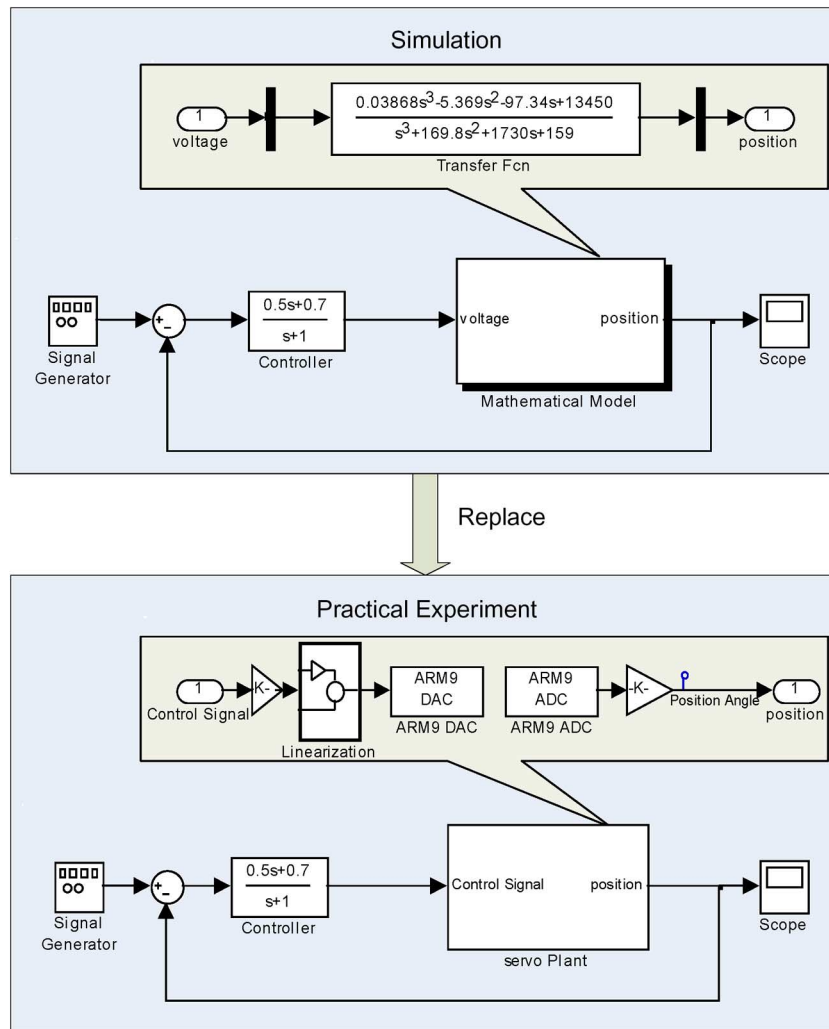 Simulation
1
voltage
0.03868s³-5.369s²-97.34s+13450
s³+169.8s²+1730s+159
Transfer Fcn
1
position
Signal
Generator
+
-
0.5s+0.7
s+1
Controller
voltage
position
Mathematical Model
Scope
Replace
Practical Experiment
1
Control Signal
-K-
Linearization
ARM9
DAC
ARM9 DAC
ARM9
ADC
ARM9 ADC
-K-
Position Angle
1
position
Signal
Generator
+
-
0.5s+0.7
s+1
Controller
Control Signal
position
servo Plant
Scope